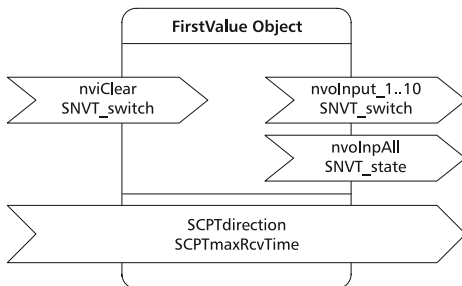 FirstValue Object
nviClear
SNVT_switch
nvoInput_1..10
SNVT_switch
nvoInpAll
SNVT_state
SCPTdirection
SCPTmaxRcvTime